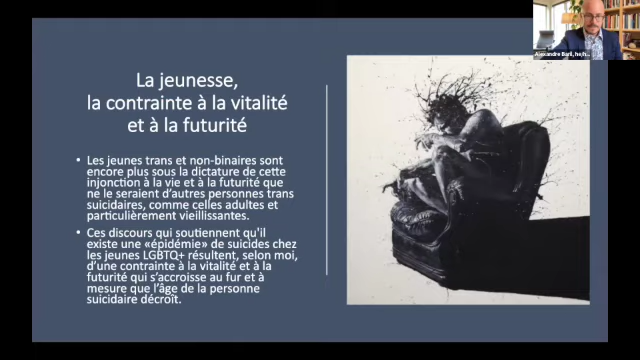 Alexandre Baril, he/h...
La jeunesse,
la contrainte à la vitalité
et à la futurité
• Les jeunes trans et non-binaires sont
encore plus sous la dictature de cette
injonction à la vie et à la futurité que
ne le seraient d'autres personnes trans
suicidaires, comme celles adultes et
particulièrement vieillissantes.
• Ces discours qui soutiennent qu'il
existe une «épidémie» de suicides chez
les jeunes LGBTQ+ résultent, selon moi,
d'une contrainte à la vitalité et à la
futurité qui s'accroisse au fur et à
mesure que l'âge de la personne
suicidaire décroît.